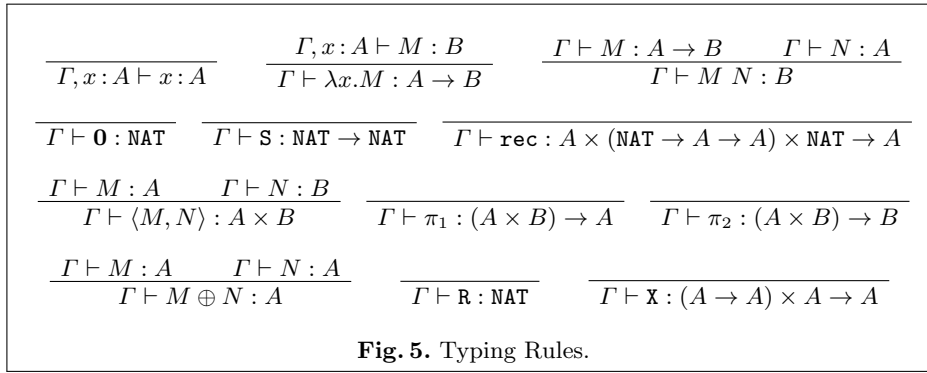 Γ, x : A ⊢ x : A    Γ, x : A ⊢ M : B / Γ ⊢ λx.M : A → B    Γ ⊢ M : A → B    Γ ⊢ N : A / Γ ⊢ M N : B
Γ ⊢ 0 : NAT    Γ ⊢ S : NAT → NAT    Γ ⊢ rec : A × (NAT → A → A) × NAT → A
Γ ⊢ M : A    Γ ⊢ N : B / Γ ⊢ ⟨M, N⟩ : A × B    Γ ⊢ π₁ : (A × B) → A    Γ ⊢ π₂ : (A × B) → B
Γ ⊢ M : A    Γ ⊢ N : A / Γ ⊢ M ⊕ N : A    Γ ⊢ R : NAT    Γ ⊢ X : (A → A) × A → A
Fig. 5. Typing Rules.